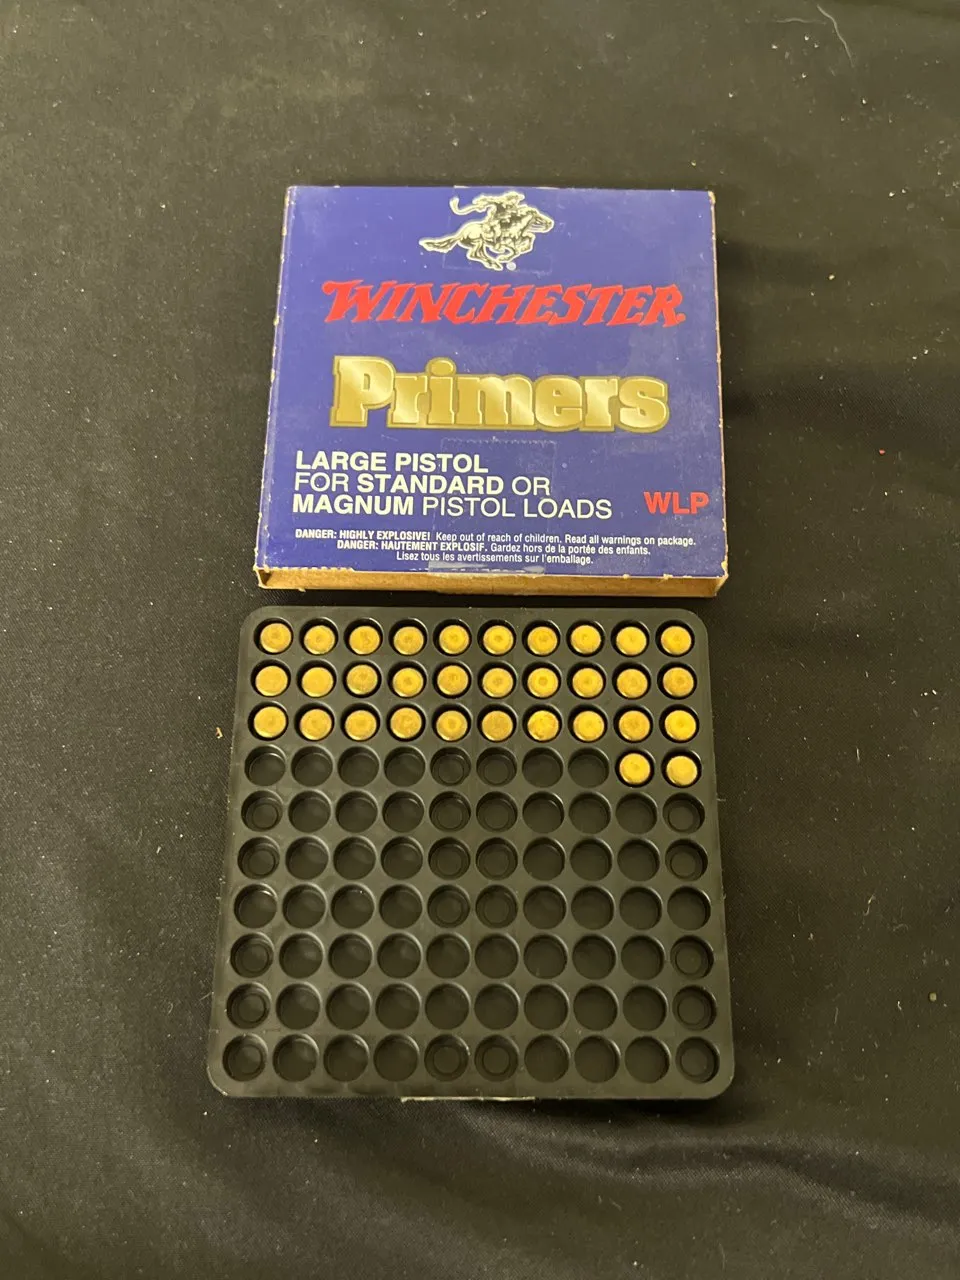 WINCHESTER®
Primers
LARGE PISTOL
FOR STANDARD OR
MAGNUM PISTOL LOADS
WLP
DANGER: HIGHLY EXPLOSIVE! Keep out of reach of children. Read all warnings on package.
DANGER: HAUTEMENT EXPLOSIF. Gardez hors de la portée des enfants.
Lisez tous les avertissements sur l'emballage.